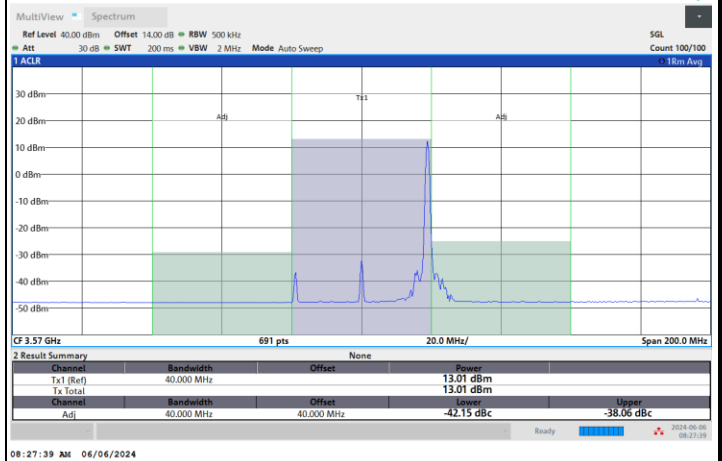 MultiView Spectrum
Ref Level 40.00 dBm Offset 14.00 dB RBW 500 kHz SGL
Att 30 dB SWT 200 ms VBW 2 MHz Mode Auto Sweep Count 100/100
1 ACLR 1Rm Avg
30 dBm
Tx1
20 dBm
Adj Adj
10 dBm
0 dBm
-10 dBm
-20 dBm
-30 dBm
-40 dBm
-50 dBm
CF 3.57 GHz 691 pts 20.0 MHz/ Span 200.0 MHz
2 Result Summary None
Channel Bandwidth Offset Power
Tx1 (Ref) 40.000 MHz 13.01 dBm
Tx Total 13.01 dBm
Channel Bandwidth Offset Lower Upper
Adj 40.000 MHz 40.000 MHz -42.15 dBc -38.06 dBc
Ready 2024-06-06
08:27:39
08:27:39 AM 06/06/2024